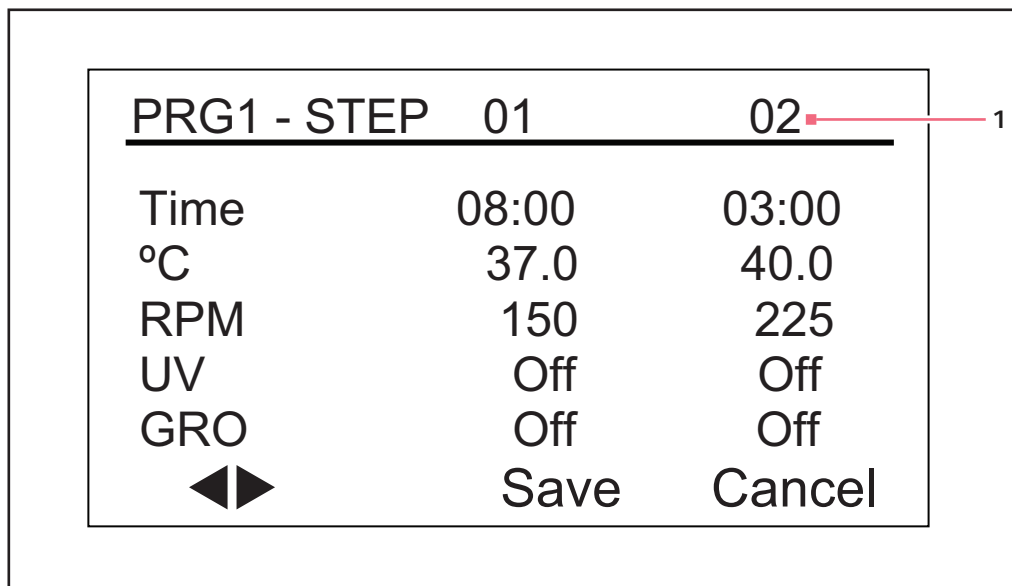 PRG1 - STEP 01 02 1
Time 08:00 03:00
ºC 37.0 40.0
RPM 150 225
UV Off Off
GRO Off Off
◀▶ Save Cancel